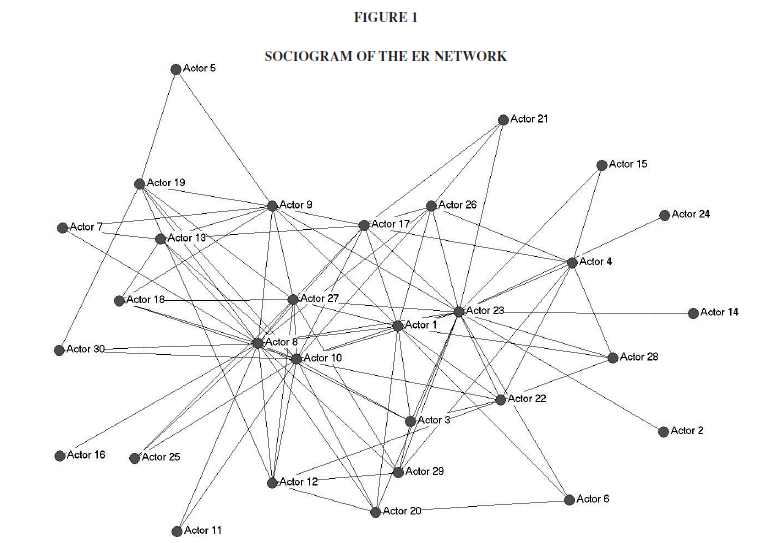 FIGURE 1
SOCIOGRAM OF THE ER NETWORK
Actor 5
Actor 21
Actor 15
Actor 19
Actor 9
Actor 26
Actor 24
Actor 7
Actor 17
Actor 13
Actor 4
Actor 18
Actor 27
Actor 23
Actor 14
Actor 1
Actor 8
Actor 30
Actor 10
Actor 28
Actor 22
Actor 3
Actor 2
Actor 16
Actor 25
Actor 29
Actor 12
Actor 6
Actor 20
Actor 11